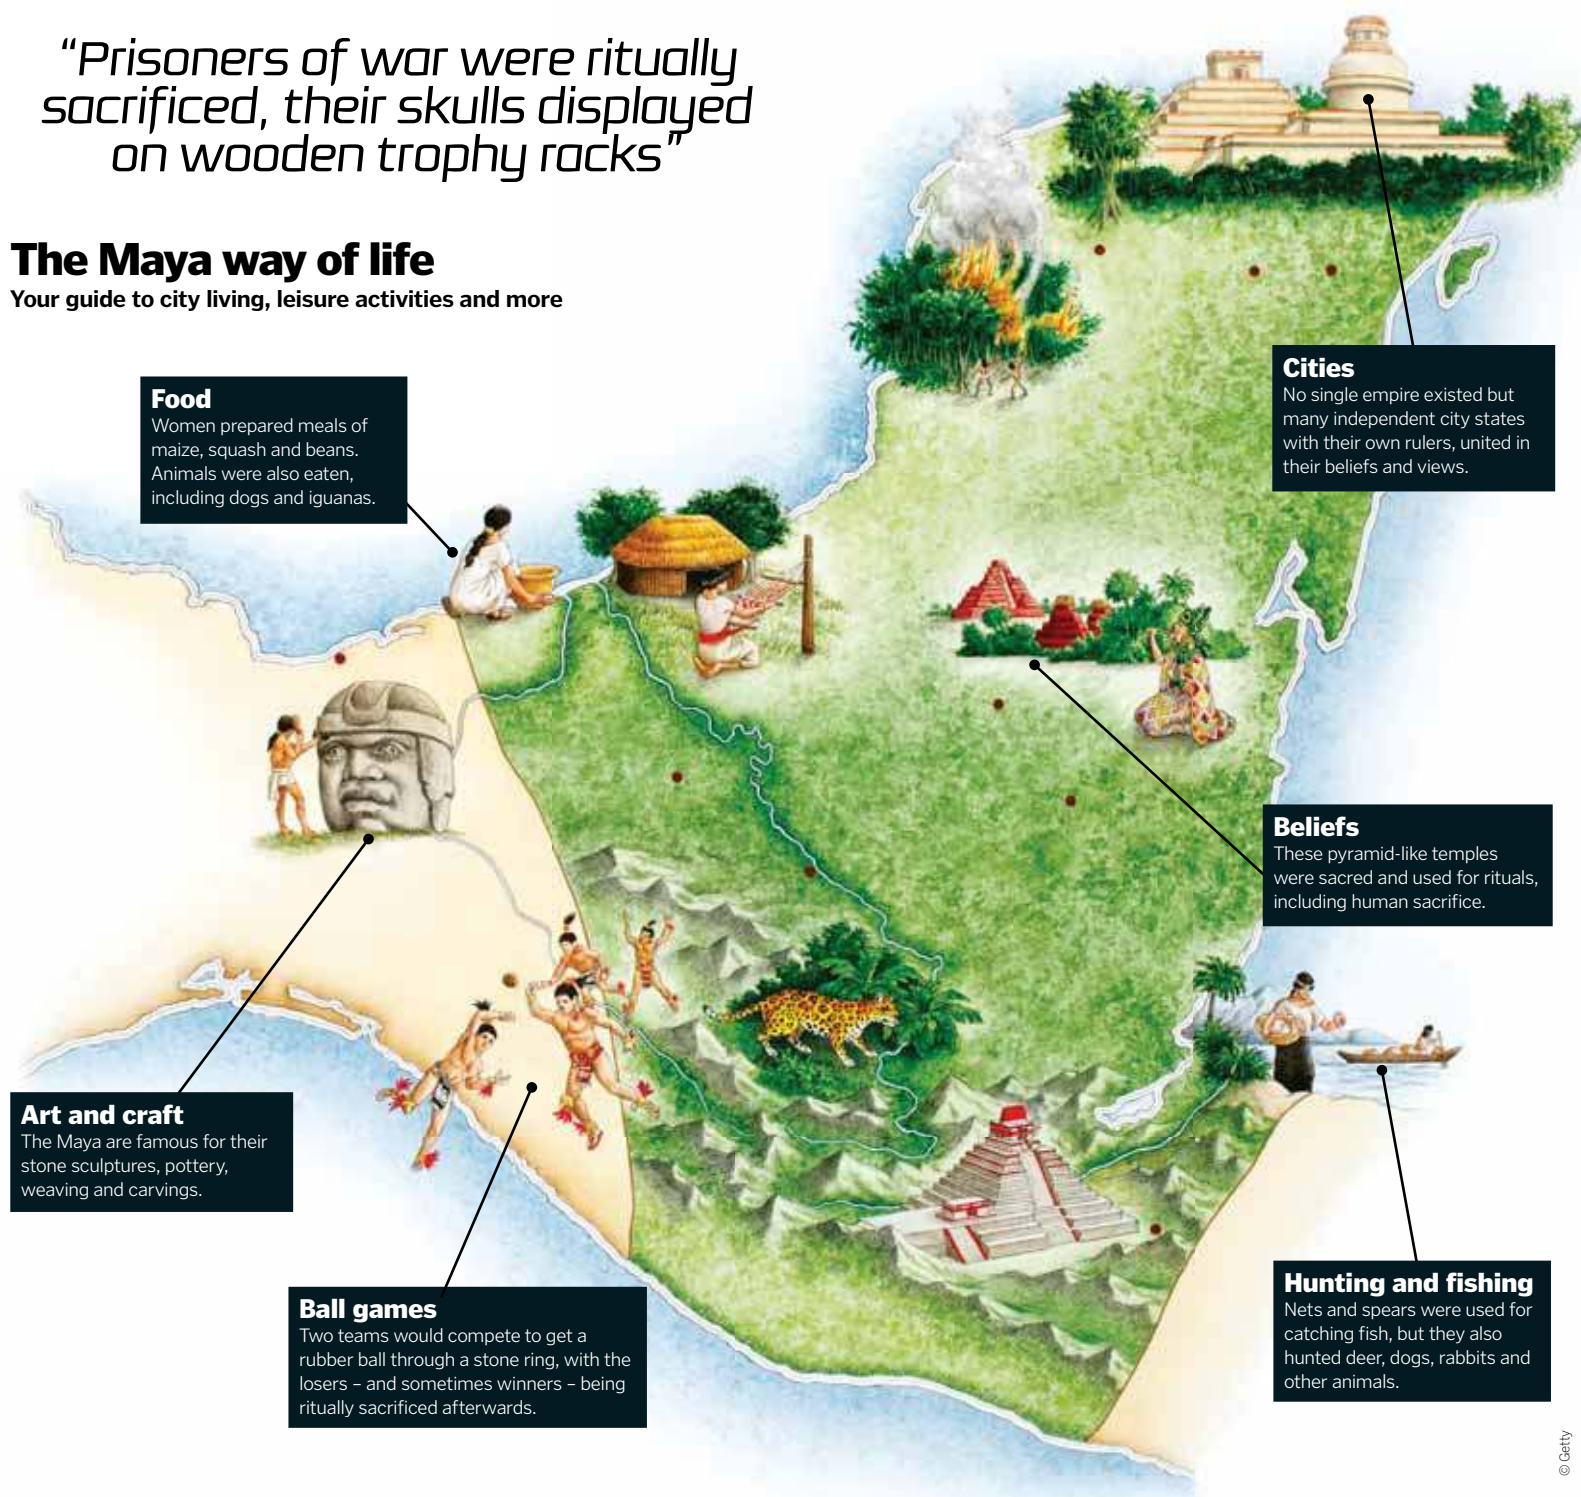 “Prisoners of war were ritually
sacrificed, their skulls displayed
on wooden trophy racks”
The Maya way of life
Your guide to city living, leisure activities and more
Food
Women prepared meals of
maize, squash and beans.
Animals were also eaten,
including dogs and iguanas.
Cities
No single empire existed but
many independent city states
with their own rulers, united in
their beliefs and views.
Beliefs
These pyramid-like temples
were sacred and used for rituals,
including human sacrifice.
Art and craft
The Maya are famous for their
stone sculptures, pottery,
weaving and carvings.
Ball games
Two teams would compete to get a
rubber ball through a stone ring, with the
losers – and sometimes winners – being
ritually sacrificed afterwards.
Hunting and fishing
Nets and spears were used for
catching fish, but they also
hunted deer, dogs, rabbits and
other animals.
© Getty